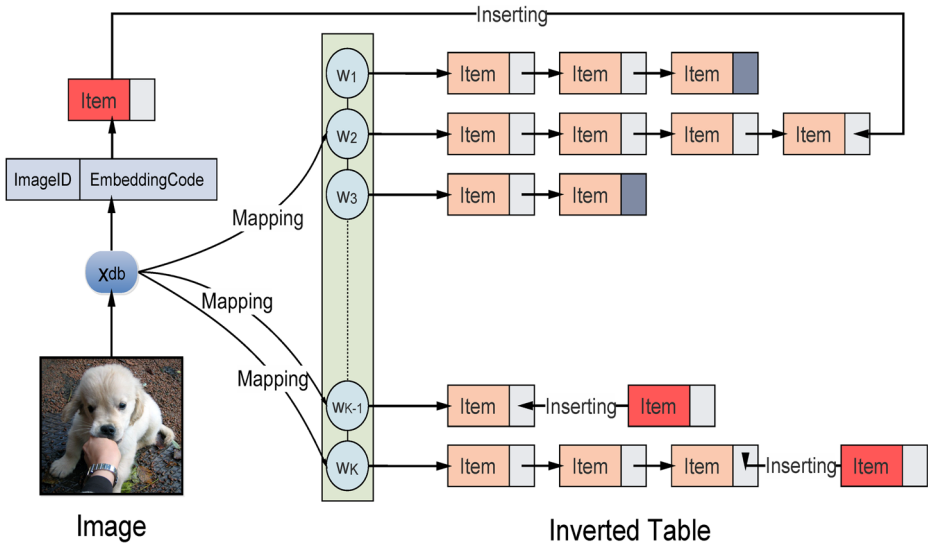 Inserting
W1 Item Item Item
Item
W2 Item Item Item Item
ImageID EmbeddingCode
W3 Item Item
Mapping
xdb
Mapping
Mapping
WK-1 Item Inserting Item
WK Item Item Item Inserting Item
Image
Inverted Table